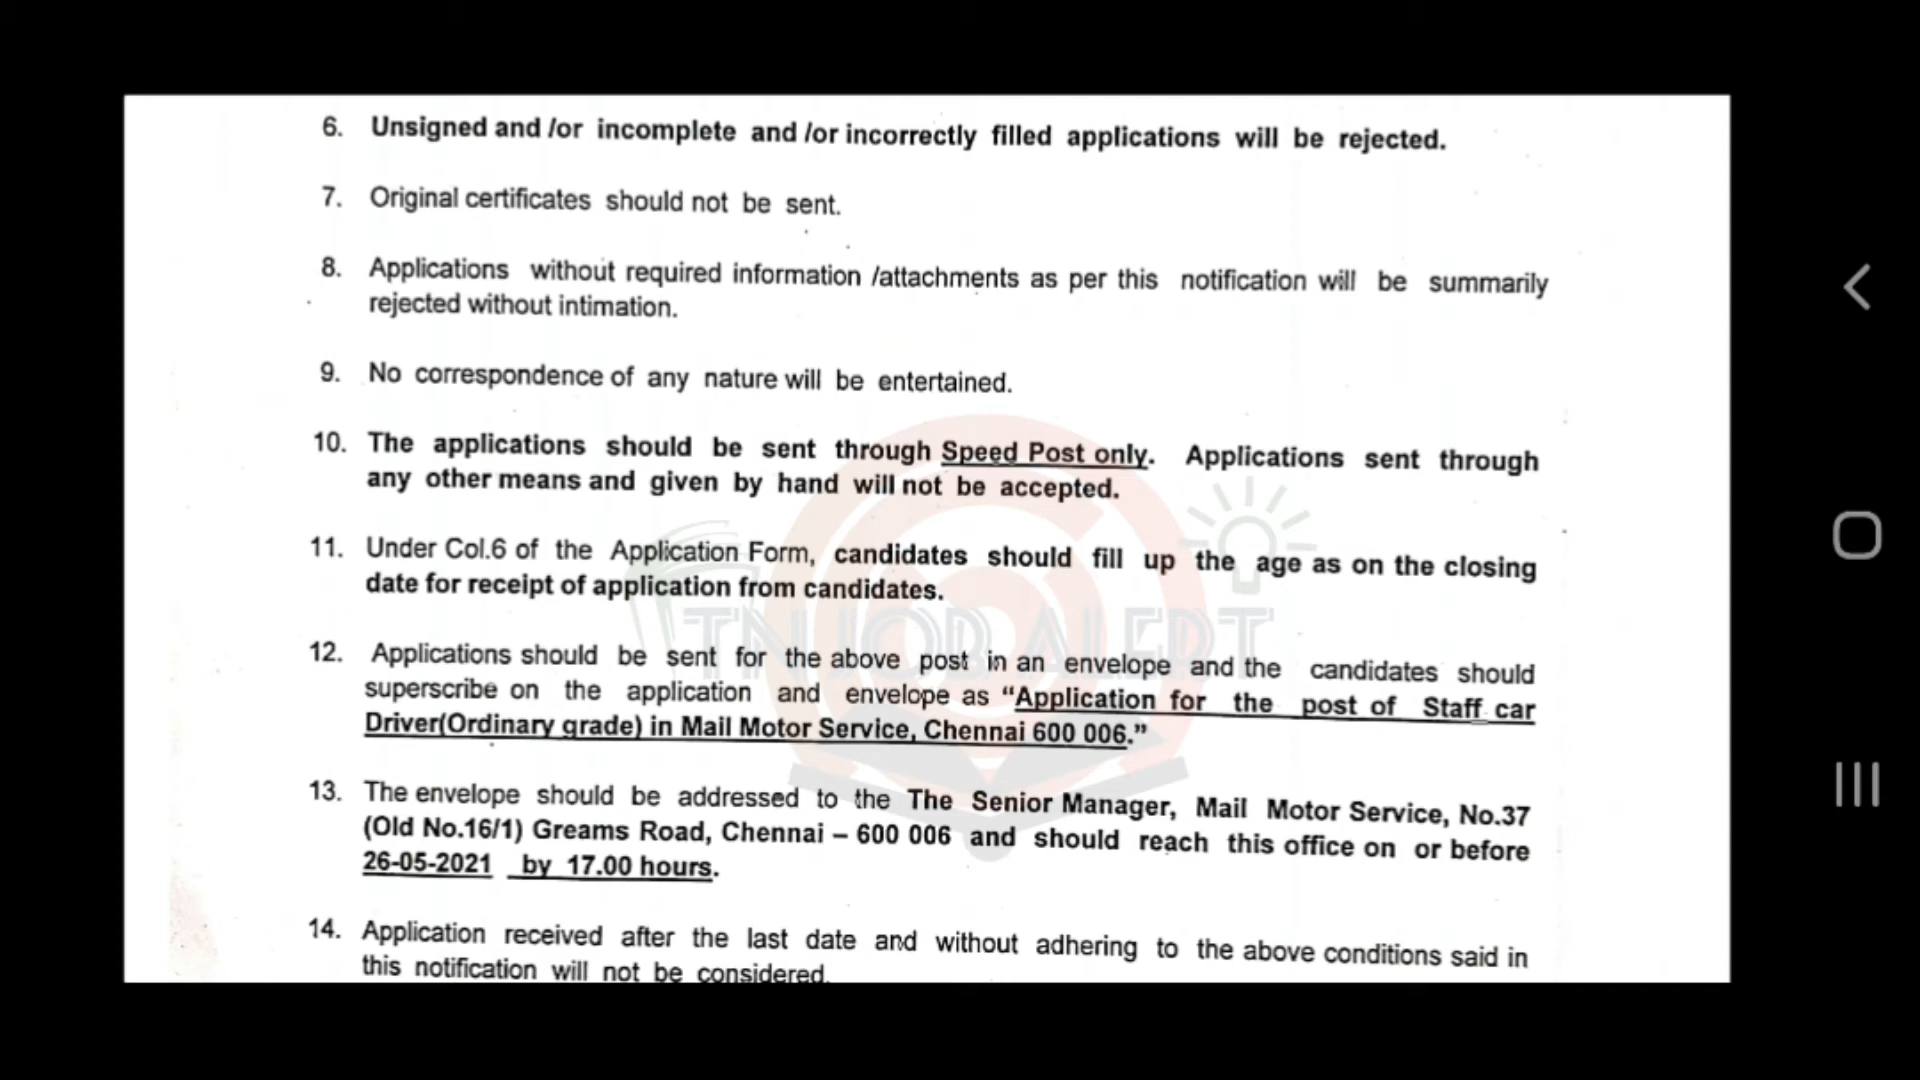 6. Unsigned and /or incomplete and /or incorrectly filled applications will be rejected.
7. Original certificates should not be sent.
8. Applications without required information /attachments as per this notification will be summarily
rejected without intimation.
9. No correspondence of any nature will be entertained.
10. The applications should be sent through Speed Post only. Applications sent through
any other means and given by hand will not be accepted.
11. Under Col.6 of the Application Form, candidates should fill up the age as on the closing
date for receipt of application from candidates.
TN JOB ALERT
12. Applications should be sent for the above post in an envelope and the candidates should
superscribe on the application and envelope as “Application for the post of Staff car
Driver(Ordinary grade) in Mail Motor Service, Chennai 600 006.”
13. The envelope should be addressed to the The Senior Manager, Mail Motor Service, No.37
(Old No.16/1) Greams Road, Chennai – 600 006 and should reach this office on or before
26-05-2021 by 17.00 hours.
14. Application received after the last date and without adhering to the above conditions said in
this notification will not be considered.